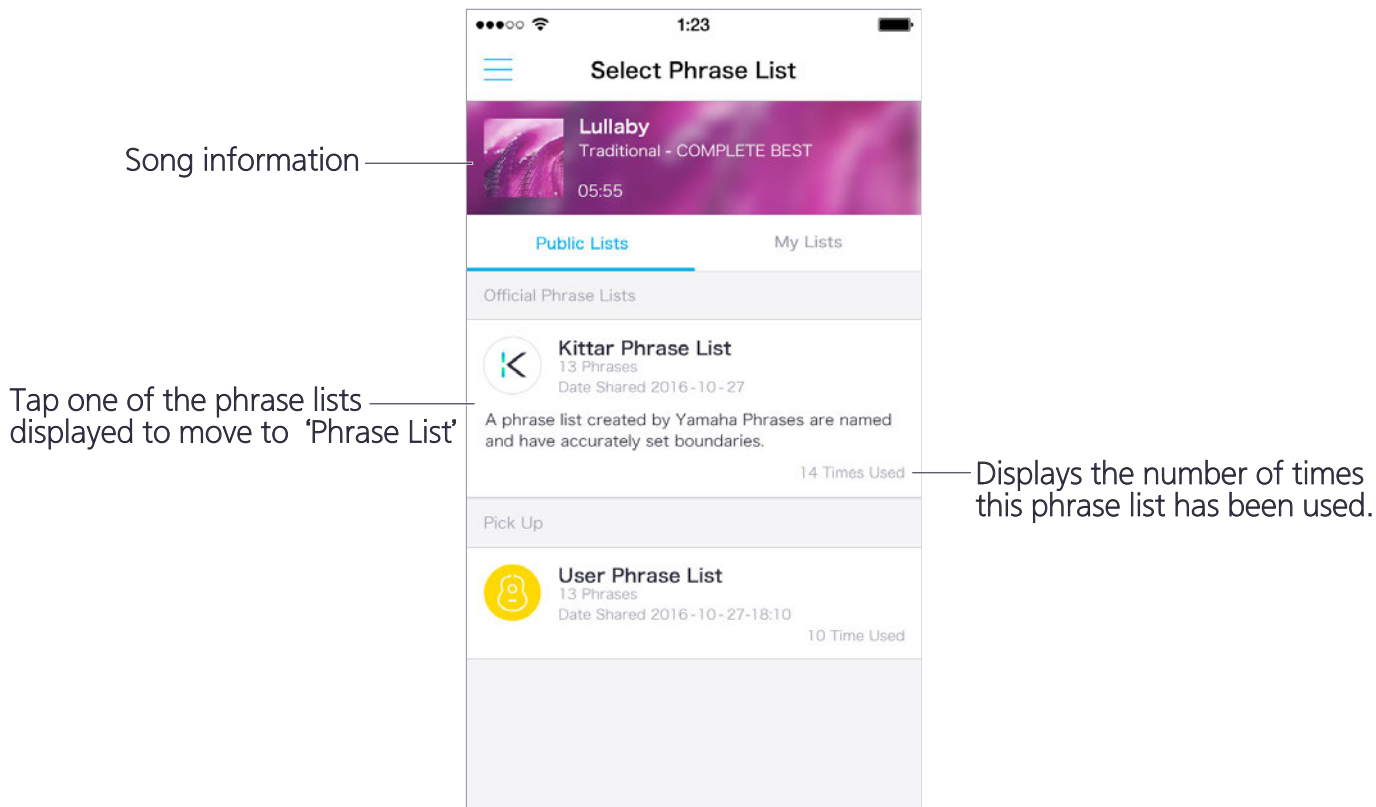 1:23
Select Phrase List
Lullaby
Traditional - COMPLETE BEST
05:55
Song information
Public Lists
My Lists
Official Phrase Lists
Kittar Phrase List
13 Phrases
Date Shared 2016-10-27
A phrase list created by Yamaha Phrases are named
and have accurately set boundaries.
14 Times Used
Tap one of the phrase lists
displayed to move to ‘Phrase List’
Displays the number of times
this phrase list has been used.
Pick Up
User Phrase List
13 Phrases
Date Shared 2016-10-27-18:10
10 Time Used